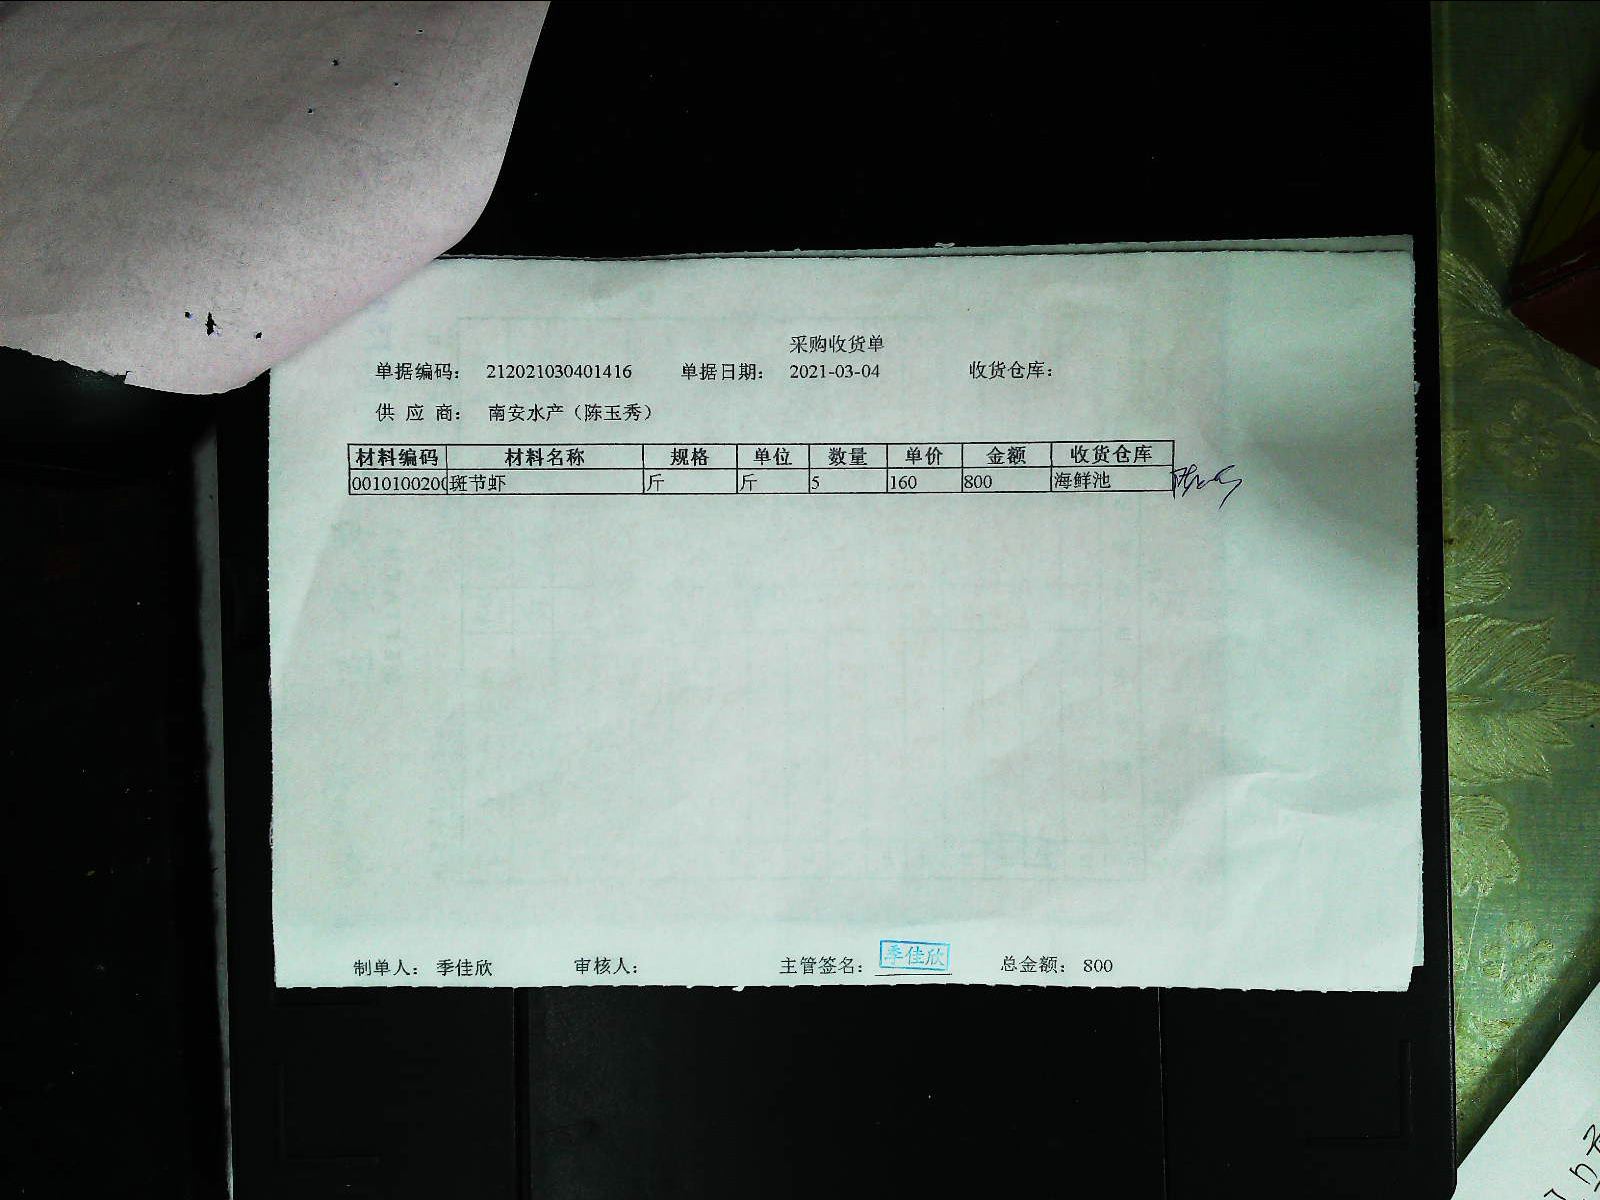 采购收货单
单据编码： 212021030401416 单据日期： 2021-03-04 收货仓库：
供 应 商： 南安水产（陈玉秀）
材料编码 材料名称 规格 单位 数量 单价 金额 收货仓库
0010100200 斑节虾 斤 斤 5 160 800 海鲜池
制单人： 季佳欣 审核人： 主管签名： 季佳欣 总金额： 800